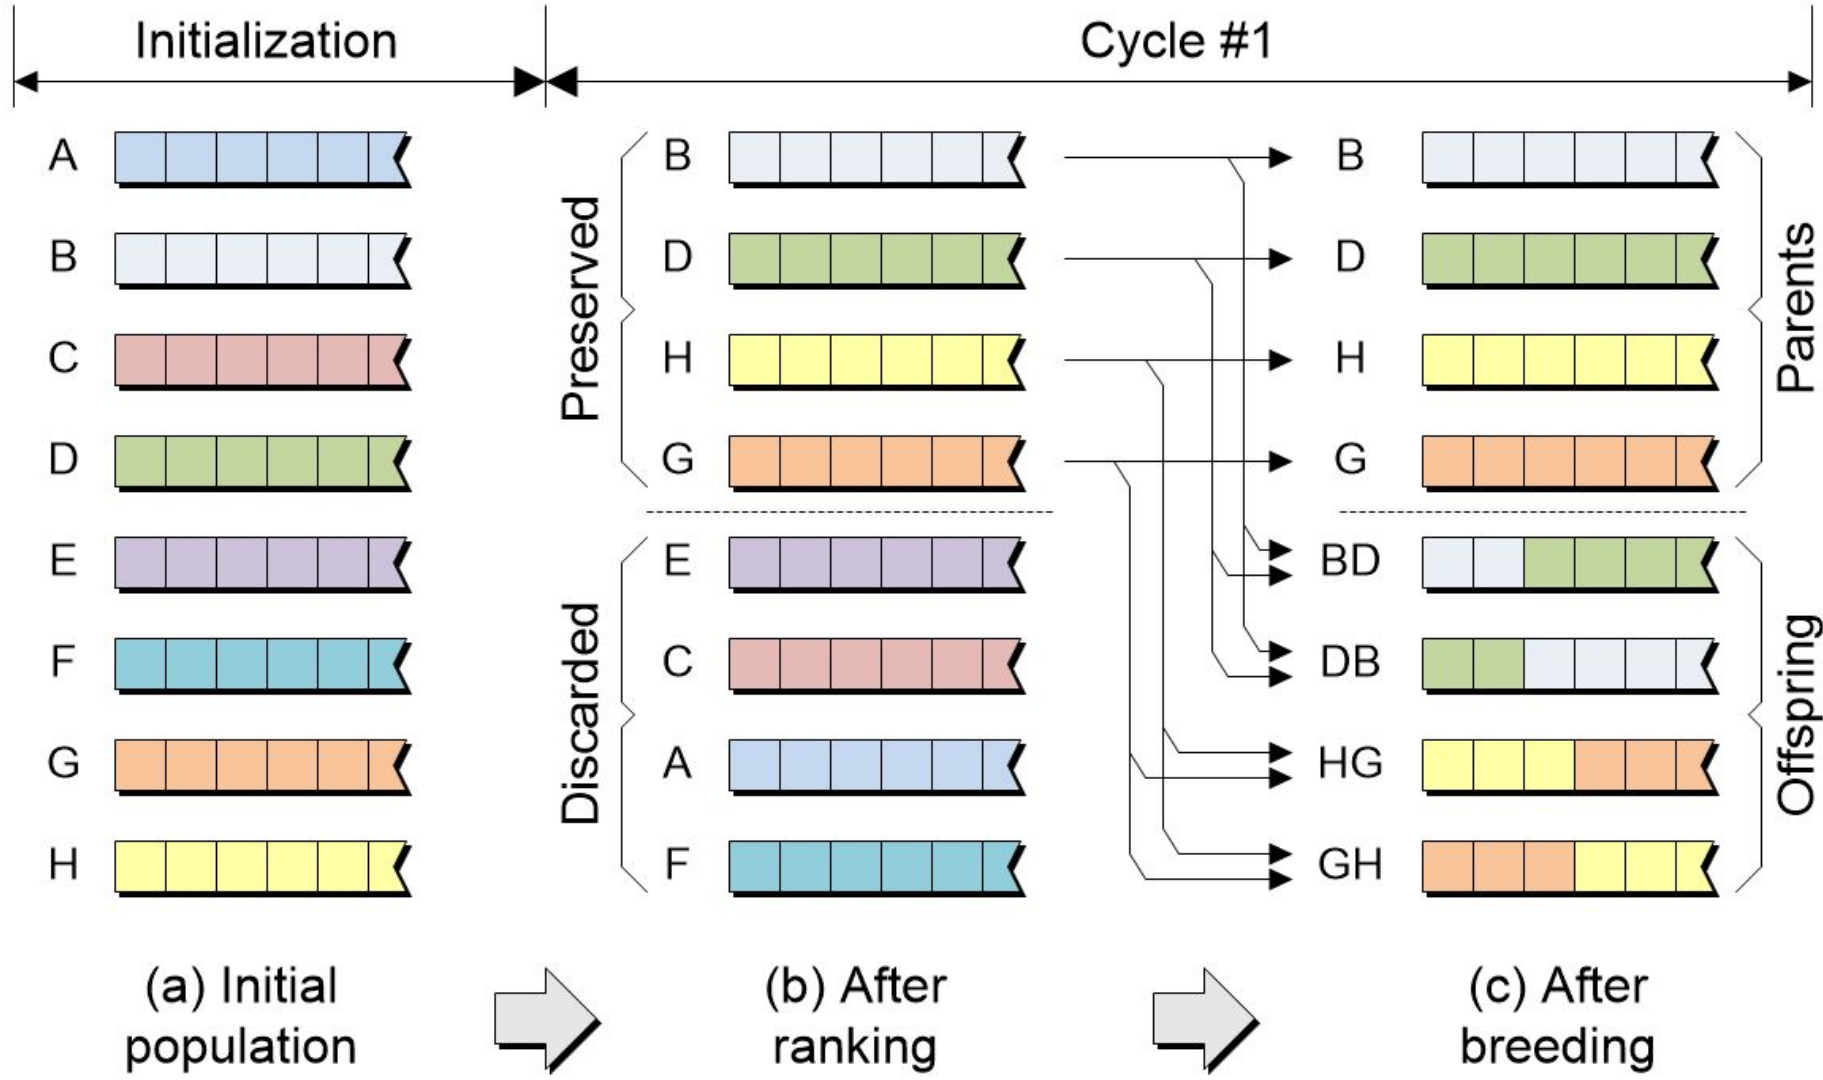 Initialization
Cycle #1
A
B
C
D
E
F
G
H
Preserved
Discarded
B
D
H
G
E
C
A
F
B
D
H
G
BD
DB
HG
GH
Parents
Offspring
(a) Initial
population
(b) After
ranking
(c) After
breeding